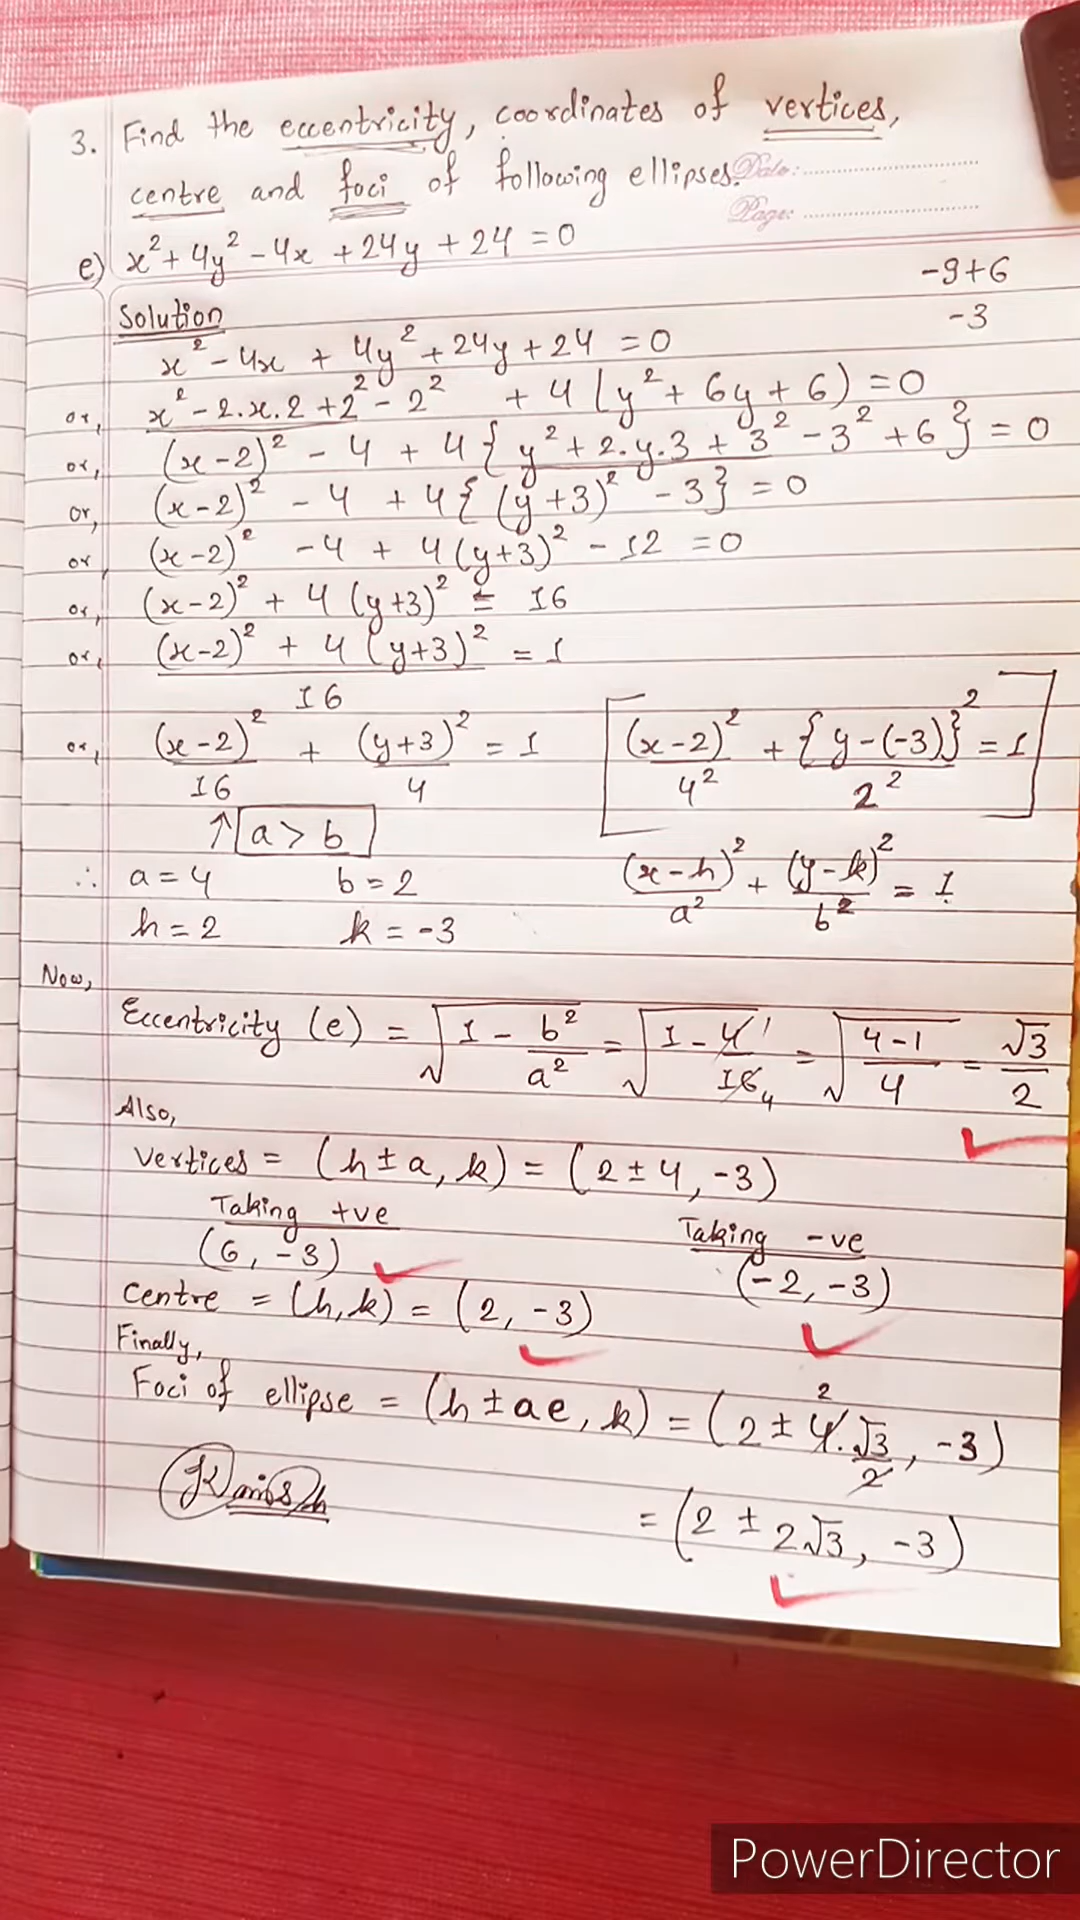 3. Find the eccentricity, coordinates of vertices,
centre and foci of following ellipses.
Date:
Page:
e) x² + 4y² - 4x + 24y + 24 = 0
-9+6
-3
Solution
x² - 4x + 4y² + 24y + 24 = 0
or, x² - 2.x.2 + 2² - 2² + 4(y² + 6y + 6) = 0
or, (x-2)² - 4 + 4{y² + 2.y.3 + 3² - 3² + 6} = 0
or, (x-2)² - 4 + 4{(y+3)² - 3} = 0
or, (x-2)² - 4 + 4(y+3)² - 12 = 0
or, (x-2)² + 4(y+3)² = 16
or, (x-2)² + 4(y+3)² / 16 = 1
or, (x-2)²/16 + (y+3)²/4 = 1
[(x-2)²/4² + {y-(-3)}²/2² = 1]
↑ a > b
∴ a = 4 b = 2
(x-h)²/a² + (y-k)²/b² = 1
h = 2 k = -3
Now,
Eccentricity (e) = √(1 - b²/a²) = √(1 - 4 1/16 4) = √((4-1)/4) = √3/2
Also,
vertices = (h ± a, k) = (2 ± 4, -3)
Taking +ve Taking -ve
(6, -3) (-2, -3)
centre = (h, k) = (2, -3)
Finally,
Foci of ellipse = (h ± ae, k) = (2 ± 4 2 . √3/2, -3)
= (2 ± 2√3, -3)
PowerDirector